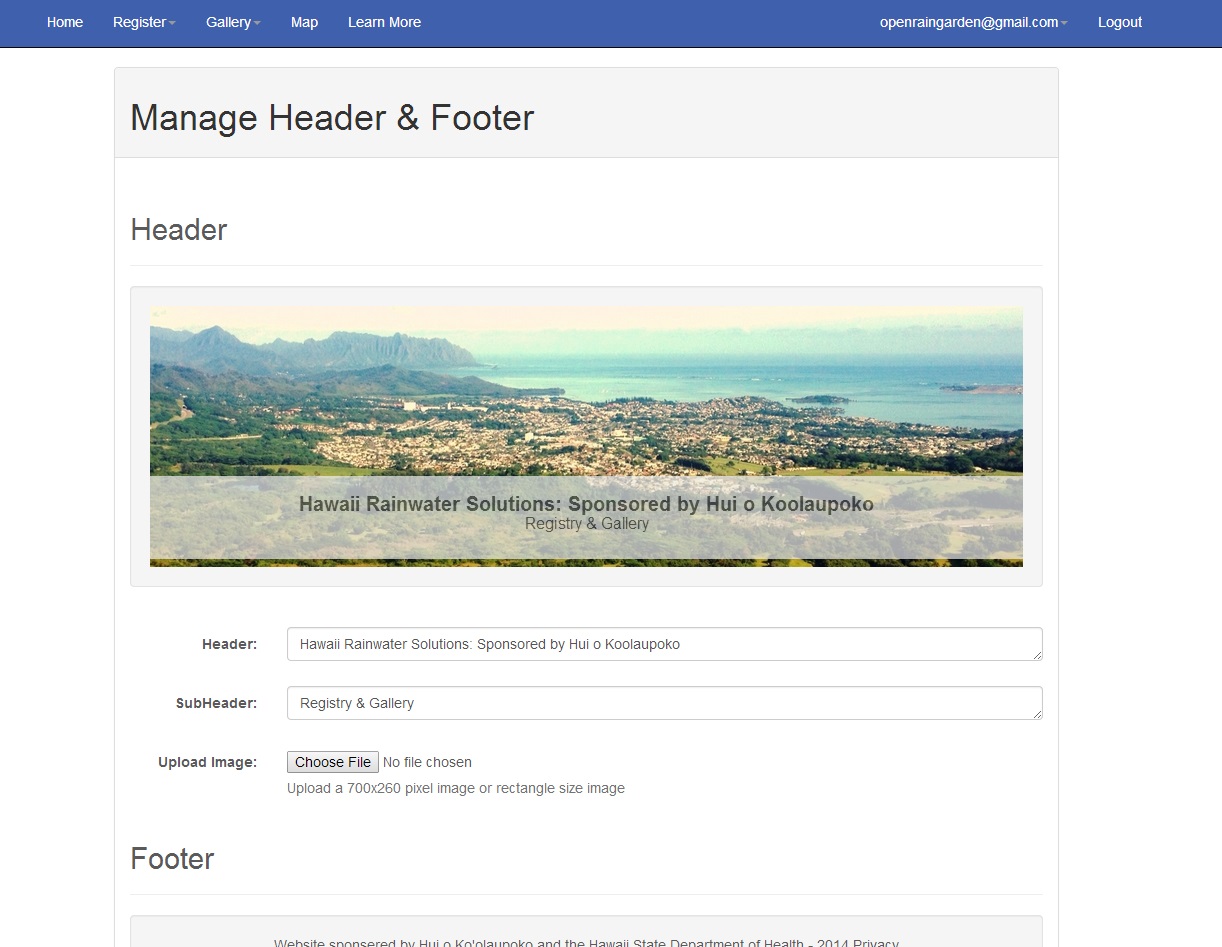 Home Register Gallery Map Learn More openraingarden@gmail.com Logout
Manage Header & Footer
Header
Hawaii Rainwater Solutions: Sponsored by Hui o Koolaupoko
Registry & Gallery
Header: Hawaii Rainwater Solutions: Sponsored by Hui o Koolaupoko
SubHeader: Registry & Gallery
Upload Image: Choose File No file chosen
Upload a 700x260 pixel image or rectangle size image
Footer
Website sponsered by Hui o Ko'olaupoko and the Hawaii State Department of Health - 2014 Privacy